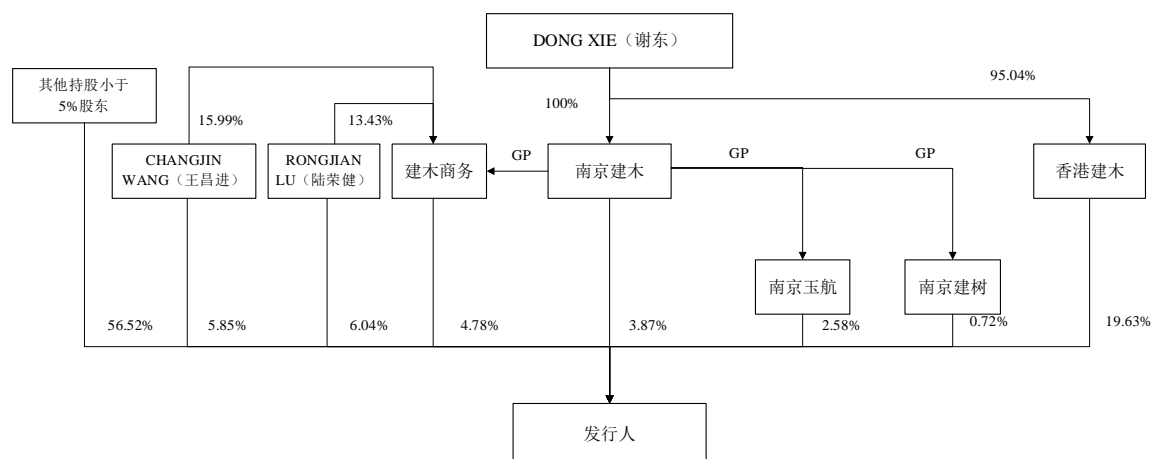 DONG XIE（谢东）
其他持股小于
5%股东
95.04%
100%
15.99%
13.43%
CHANGJIN
WANG（王昌进）
RONGJIAN
LU（陆荣健）
建木商务
GP
南京建木
GP
GP
香港建木
南京玉航
南京建树
56.52%
5.85%
6.04%
4.78%
3.87%
2.58%
0.72%
19.63%
发行人